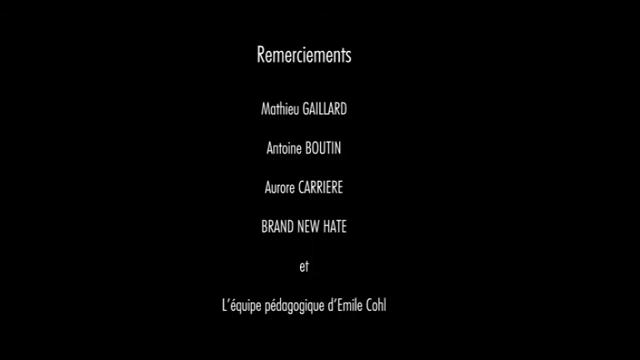 Remerciements
Mathieu GAILLARD
Antoine BOUTIN
Aurore CARRIERE
BRAND NEW HATE
et
L'équipe pédagogique d'Emile Cohl